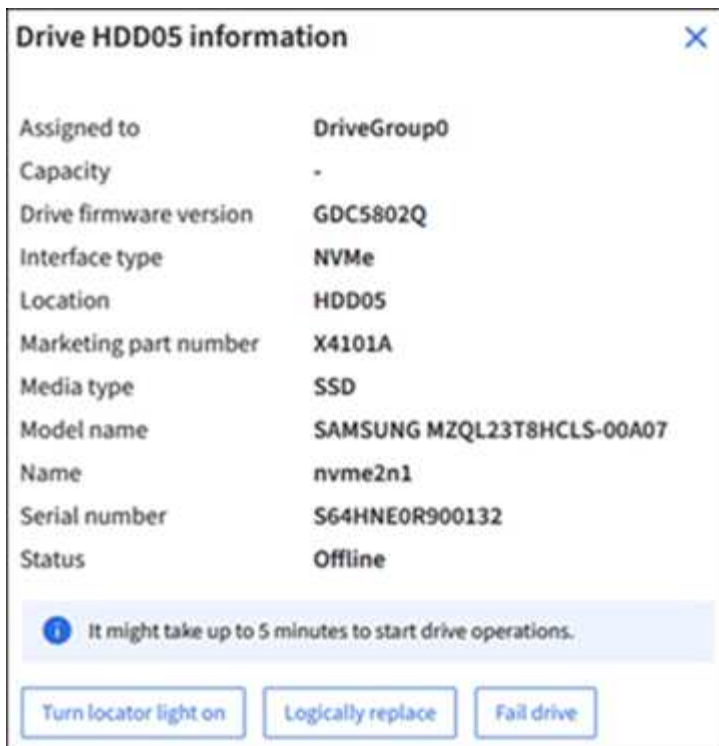 Drive HDD05 information
Assigned to DriveGroup0
Capacity -
Drive firmware version GDC5802Q
Interface type NVMe
Location HDD05
Marketing part number X4101A
Media type SSD
Model name SAMSUNG MZQL23T8HCLS-00A07
Name nvme2n1
Serial number S64HNE0R900132
Status Offline
It might take up to 5 minutes to start drive operations.
Turn locator light on Logically replace Fail drive